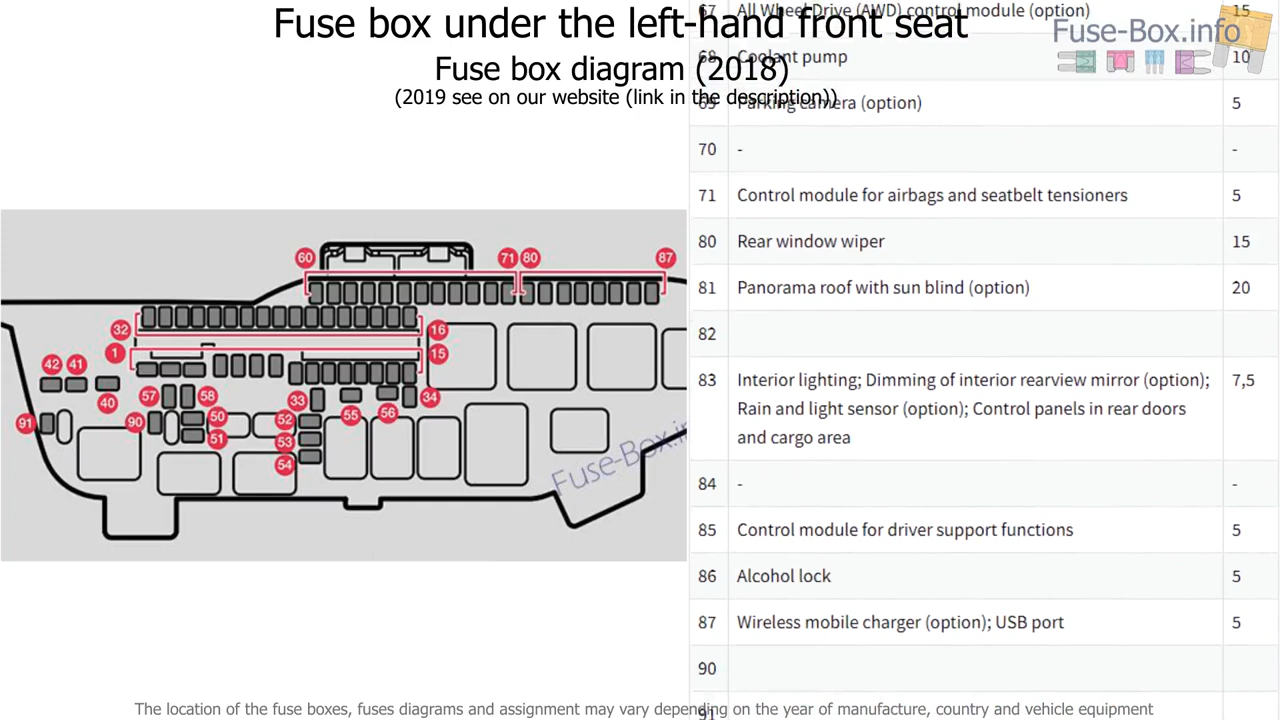 Fuse box under the left-hand front seat
Fuse box diagram (2018)
(2019 see on our website (link in the description))
Fuse-Box.info
67 All Wheel Drive (AWD) control module (option) 15
68 Coolant pump 10
69 Parking camera (option) 5
70 - -
71 Control module for airbags and seatbelt tensioners 5
80 Rear window wiper 15
81 Panorama roof with sun blind (option) 20
82
83 Interior lighting; Dimming of interior rearview mirror (option); 7,5
Rain and light sensor (option); Control panels in rear doors
and cargo area
84 - -
85 Control module for driver support functions 5
86 Alcohol lock 5
87 Wireless mobile charger (option); USB port 5
90
91
60 71 80 87
32 16
1 15
42 41
40
57 58
33 34
55 56
91 90 50 52
51 53
54
Fuse-Box.in
The location of the fuse boxes, fuses diagrams and assignment may vary depending on the year of manufacture, country and vehicle equipment